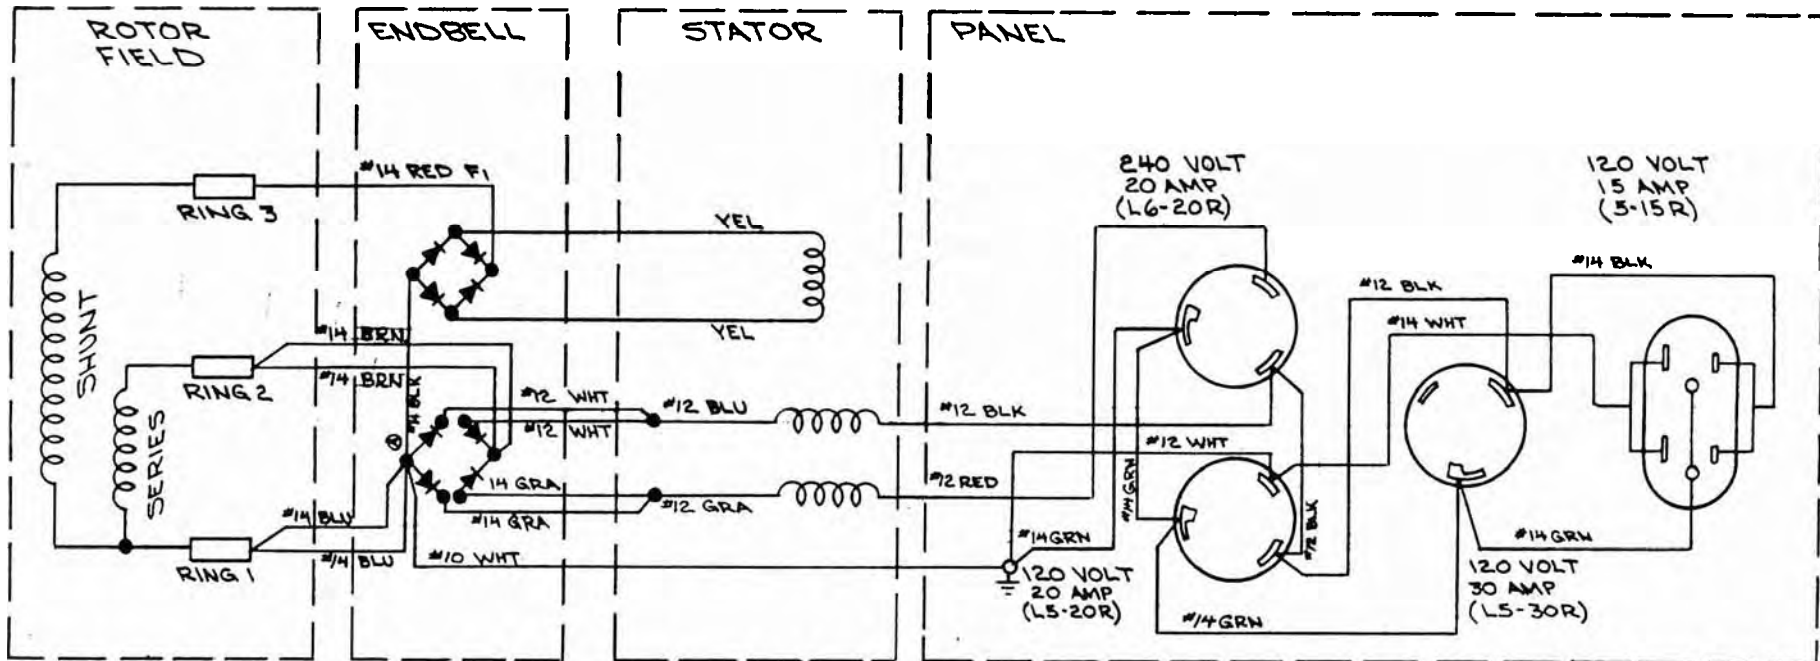 ROTOR
FIELD
ENDBELL
STATOR
PANEL
#14 RED F1
RING 3
240 VOLT
20 AMP
(L6-20R)
120 VOLT
15 AMP
(5-15R)
YEL
YEL
SHUNT
#14 BRN
#14 BRN
RING 2
SERIES
#14 BLK
A
#12 WHT
#12 WHT
#12 BLU
#12 BLK
#12 BLK
#14 WHT
#14 BLK
#12 WHT
14 GRA
#14 GRA
#12 GRA
#12 RED
#14 GRN
#12 BLK
#14 BLU
#14 BLU
RING 1
#10 WHT
#14 GRN
120 VOLT
20 AMP
(L5-20R)
#14 GRN
120 VOLT
30 AMP
(L5-30R)
#14 GRN